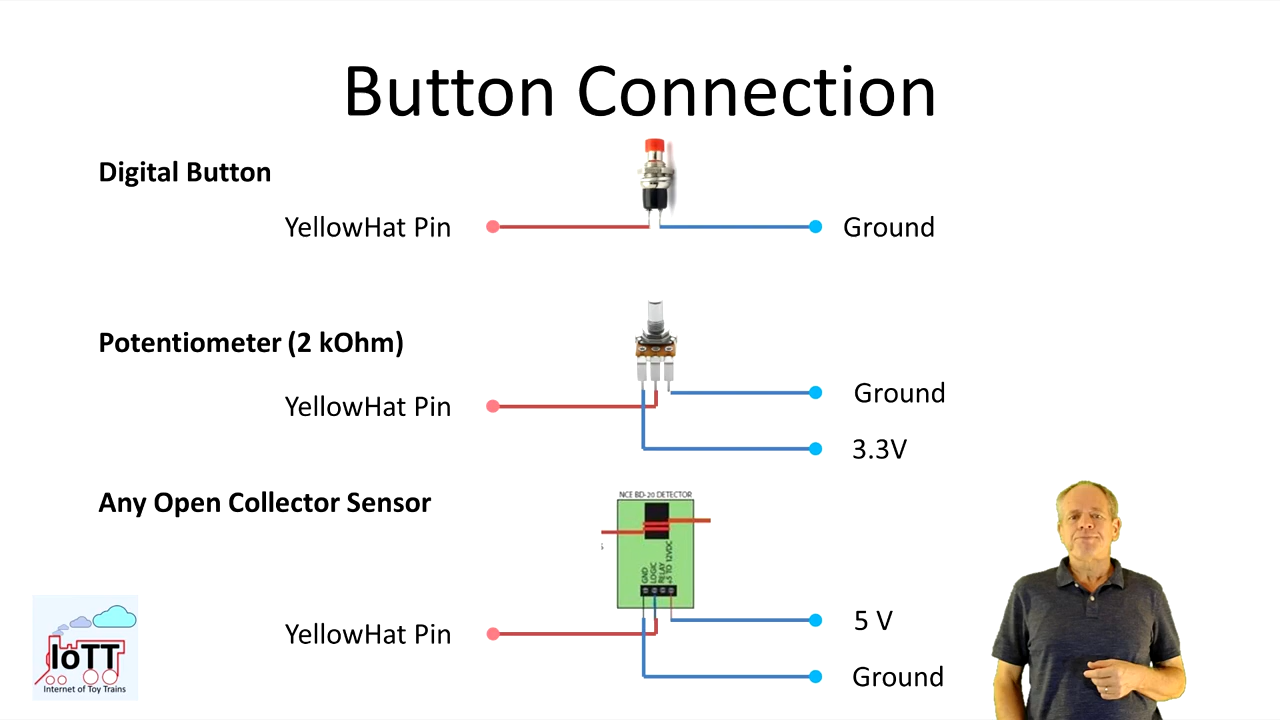 Button Connection
Digital Button
YellowHat Pin
Ground
Potentiometer (2 kOhm)
YellowHat Pin
Ground
3.3V
Any Open Collector Sensor
NCE BD-20 DETECTOR
GND
LOGIC
RELAY
+5 TO 12VDC
YellowHat Pin
5 V
Ground
IoTT
Internet of Toy Trains